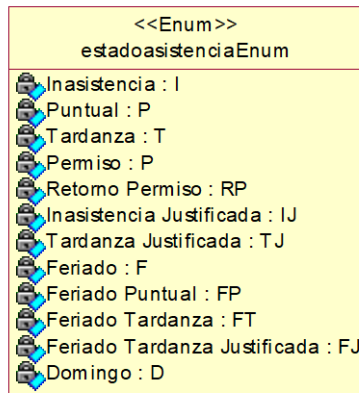 <<Enum>>
estadoasistenciaEnum
Inasistencia : I
Puntual : P
Tardanza : T
Permiso : P
Retorno Permiso : RP
Inasistencia Justificada : IJ
Tardanza Justificada : TJ
Feriado : F
Feriado Puntual : FP
Feriado Tardanza : FT
Feriado Tardanza Justificada : FJ
Domingo : D